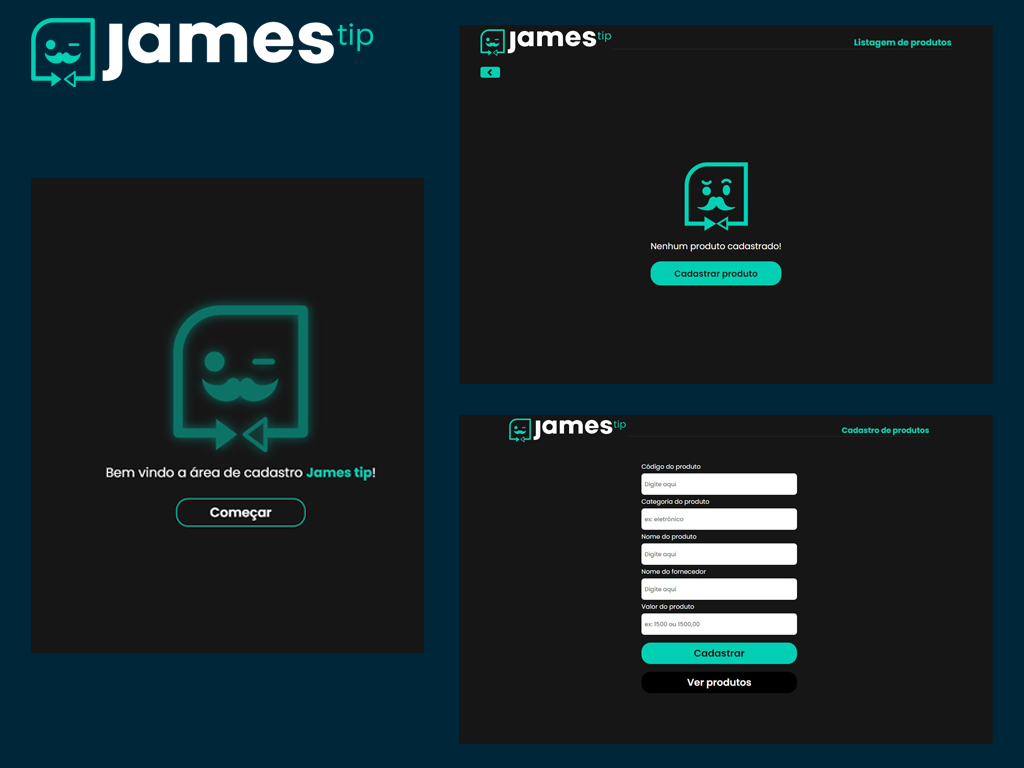 james tip
Bem vindo a área de cadastro James tip!
Começar
james tip
Listagem de produtos
Nenhum produto cadastrado!
Cadastrar produto
james tip
Cadastro de produtos
Código do produto
Digite aqui
Categoria do produto
ex: eletrônico
Nome do produto
Digite aqui
Nome do fornecedor
Digite aqui
Valor do produto
ex: 1500 ou 1500,00
Cadastrar
Ver produtos